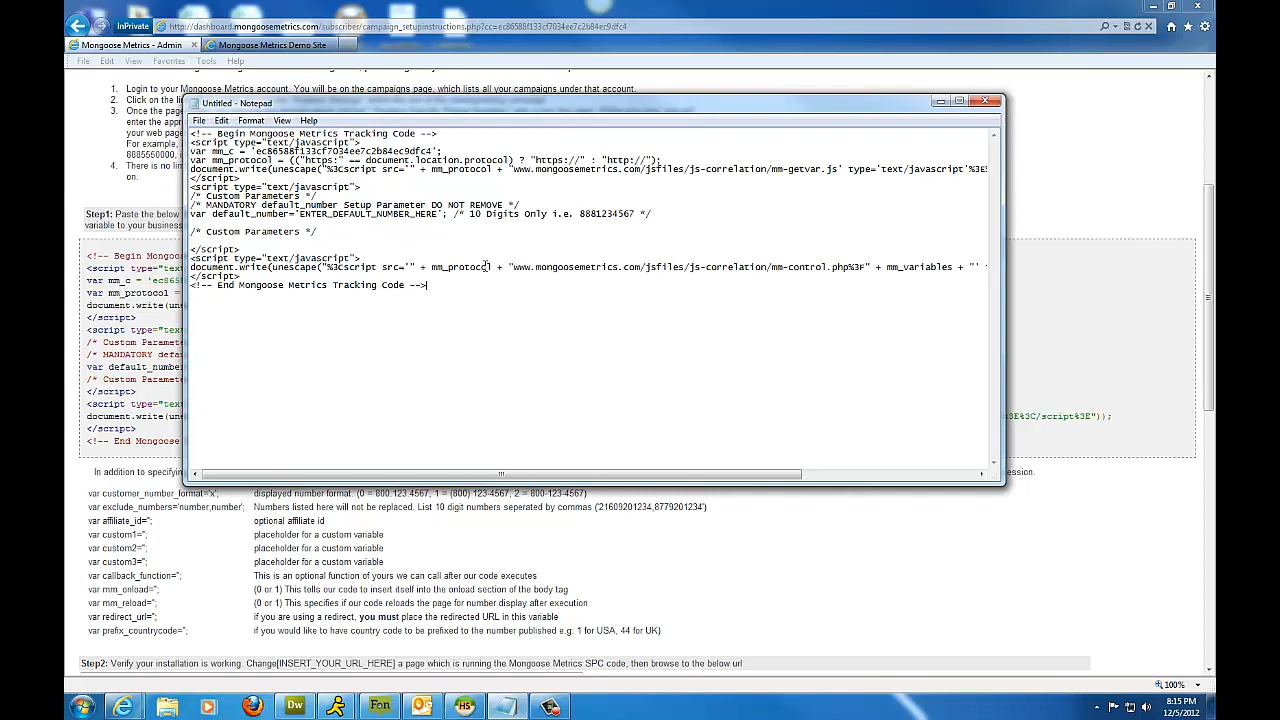 InPrivate
http://dashboard.mongoosemetrics.com/subscriber/campaign_setupinstructions.php?cc=ec86588f133cf7034ee7c2b84ec9dfc4
Mongoose Metrics - Admin
Mongoose Metrics Demo Site
File Edit View Favorites Tools Help
1. Login to your Mongoose Metrics account. You will be on the campaigns page, which lists all your campaigns under that account.
2. Click on the li
3. Once the pag
enter the appr
your web page
For example, i
8885550000, i
4. There is no lin
on.
Untitled - Notepad
File Edit Format View Help
<!-- Begin Mongoose Metrics Tracking Code -->
<script type="text/javascript">
var mm_c = 'ec86588f133cf7034ee7c2b84ec9dfc4';
var mm_protocol = (("https:" == document.location.protocol) ? "https://" : "http://");
document.write(unescape("%3Cscript src='" + mm_protocol + "www.mongoosemetrics.com/jsfiles/js-correlation/mm-getvar.js' type='text/javascript'%3E%
</script>
<script type="text/javascript">
/* Custom Parameters */
/* MANDATORY default_number Setup Parameter DO NOT REMOVE */
var default_number='ENTER_DEFAULT_NUMBER_HERE'; /* 10 Digits Only i.e. 8881234567 */
/* Custom Parameters */
</script>
<script type="text/javascript">
document.write(unescape("%3Cscript src='" + mm_protocol + "www.mongoosemetrics.com/jsfiles/js-correlation/mm-control.php%3F" + mm_variables + "'
</script>
<!-- End Mongoose Metrics Tracking Code -->
Step1: Paste the below
variable to your busines
<!-- Begin Mongoos
<script type="text
var mm_c = 'ec865
var mm_protocol =
document.write(une
</script>
<script type="text
/* Custom Paramete
/* MANDATORY defau
var default_numbe
/* Custom Paramete
</script>
<script type="text
document.write(une
E%3C/script%3E"));
</script>
<!-- End Mongoose
In addition to specifyin
session.
var customer_number_format='x'; displayed number format. (0 = 800.123.4567, 1 = (800) 123-4567, 2 = 800-123-4567)
var exclude_numbers='number,number'; Numbers listed here will not be replaced. List 10 digit numbers seperated by commas ('21609201234,8779201234')
var affiliate_id=''; optional affiliate id
var custom1=''; placeholder for a custom variable
var custom2=''; placeholder for a custom variable
var custom3=''; placeholder for a custom variable
var callback_function=''; This is an optional function of yours we can call after our code executes
var mm_onload=''; (0 or 1) This tells our code to insert itself into the onload section of the body tag
var mm_reload=''; (0 or 1) This specifies if our code reloads the page for number display after execution
var redirect_url=''; if you are using a redirect, you must place the redirected URL in this variable
var prefix_countrycode=''; if you would like to have country code to be prefixed to the number published e.g: 1 for USA, 44 for UK)
Step2: Verify your installation is working. Change[INSERT_YOUR_URL_HERE] a page which is running the Mongoose Metrics SPC code, then browse to the below url
100%
Dw
Fon
HS
8:15 PM
12/5/2012